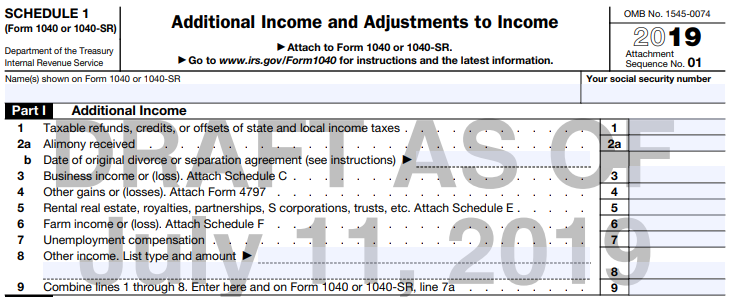 SCHEDULE 1
(Form 1040 or 1040-SR)
Department of the Treasury
Internal Revenue Service
Additional Income and Adjustments to Income
▶ Attach to Form 1040 or 1040-SR.
▶ Go to www.irs.gov/Form1040 for instructions and the latest information.
OMB No. 1545-0074
2019
Attachment
Sequence No. 01
Name(s) shown on Form 1040 or 1040-SR
Your social security number
Part I Additional Income
1 Taxable refunds, credits, or offsets of state and local income taxes . . . . . . . . . . . 1
2a Alimony received . . . . . . . . . . . . . . . . . . . . . . . . 2a
b Date of original divorce or separation agreement (see instructions) ▶
3 Business income or (loss). Attach Schedule C . . . . . . . . . . . . . . . . . 3
4 Other gains or (losses). Attach Form 4797 . . . . . . . . . . . . . . . . . . 4
5 Rental real estate, royalties, partnerships, S corporations, trusts, etc. Attach Schedule E . . . . 5
6 Farm income or (loss). Attach Schedule F . . . . . . . . . . . . . . . . . . 6
7 Unemployment compensation . . . . . . . . . . . . . . . . . . . . 7
8 Other income. List type and amount ▶
8
9 Combine lines 1 through 8. Enter here and on Form 1040 or 1040-SR, line 7a . . . . . . . 9
DRAFT AS OF
July 11, 2019